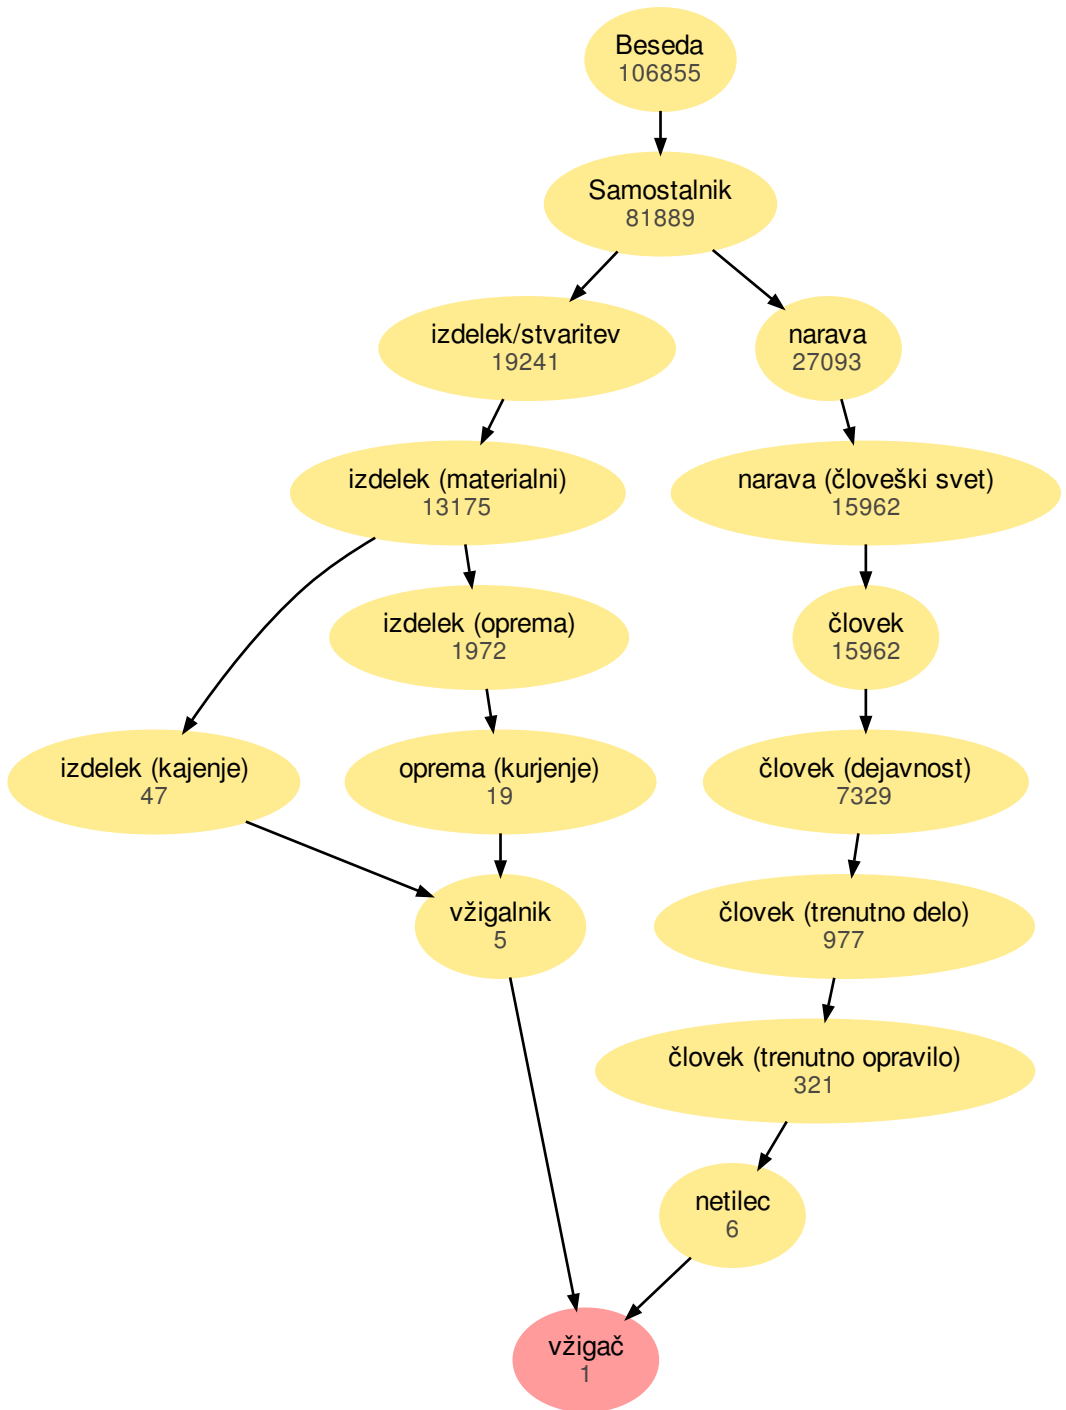 Beseda
106855
Samostalnik
81889
izdelek/stvaritev
19241
narava
27093
izdelek (materialni)
13175
narava (človeški svet)
15962
izdelek (oprema)
1972
človek
15962
izdelek (kajenje)
47
oprema (kurjenje)
19
človek (dejavnost)
7329
vžigalnik
5
človek (trenutno delo)
977
človek (trenutno opravilo)
321
netilec
6
vžigač
1